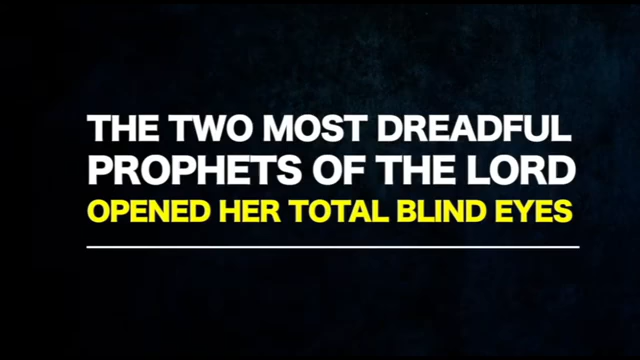 THE TWO MOST DREADFUL
PROPHETS OF THE LORD
OPENED HER TOTAL BLIND EYES